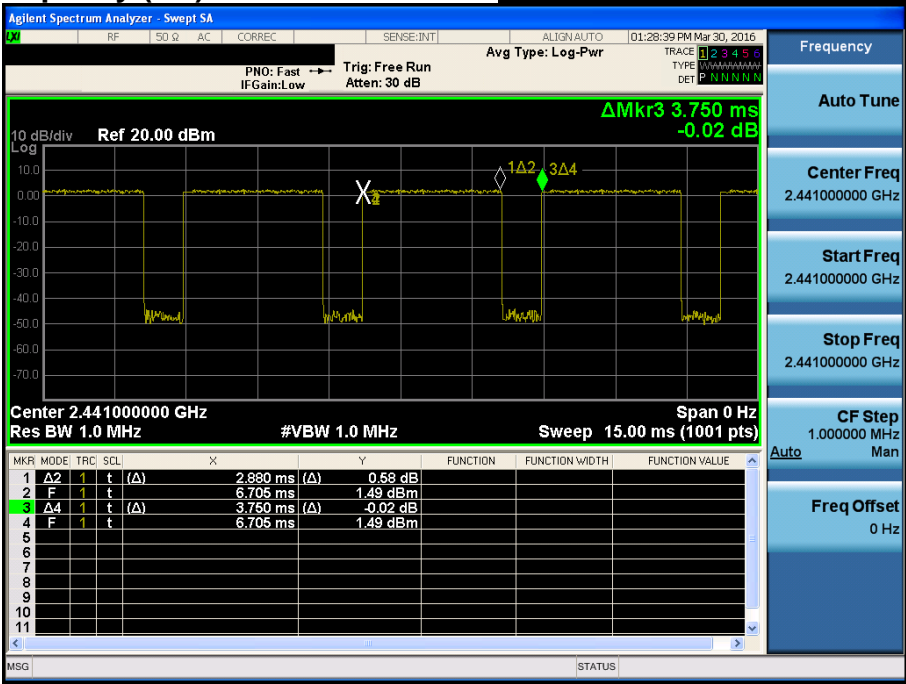 Agilent Spectrum Analyzer - Swept SA
LXI RF 50 Ω AC CORREC SENSE:INT ALIGN AUTO 01:28:39 PM Mar 30, 2016
PNO: Fast
IFGain:Low
Trig: Free Run
Atten: 30 dB
Avg Type: Log-Pwr
TRACE 1 2 3 4 5 6
TYPE
DET P N N N N N
ΔMkr3 3.750 ms
-0.02 dB
10 dB/div Ref 20.00 dBm
Log
10.0
0.00
-10.0
-20.0
-30.0
-40.0
-50.0
-60.0
-70.0
X
1Δ2
3Δ4
Center 2.441000000 GHz Span 0 Hz
Res BW 1.0 MHz #VBW 1.0 MHz Sweep 15.00 ms (1001 pts)
MKR MODE TRC SCL X Y FUNCTION FUNCTION WIDTH FUNCTION VALUE
1 Δ2 1 t (Δ) 2.880 ms (Δ) 0.58 dB
2 F 1 t 6.705 ms 1.49 dBm
3 Δ4 1 t (Δ) 3.750 ms (Δ) -0.02 dB
4 F 1 t 6.705 ms 1.49 dBm
5
6
7
8
9
10
11
MSG STATUS
Frequency
Auto Tune
Center Freq
2.441000000 GHz
Start Freq
2.441000000 GHz
Stop Freq
2.441000000 GHz
CF Step
1.000000 MHz
Auto Man
Freq Offset
0 Hz